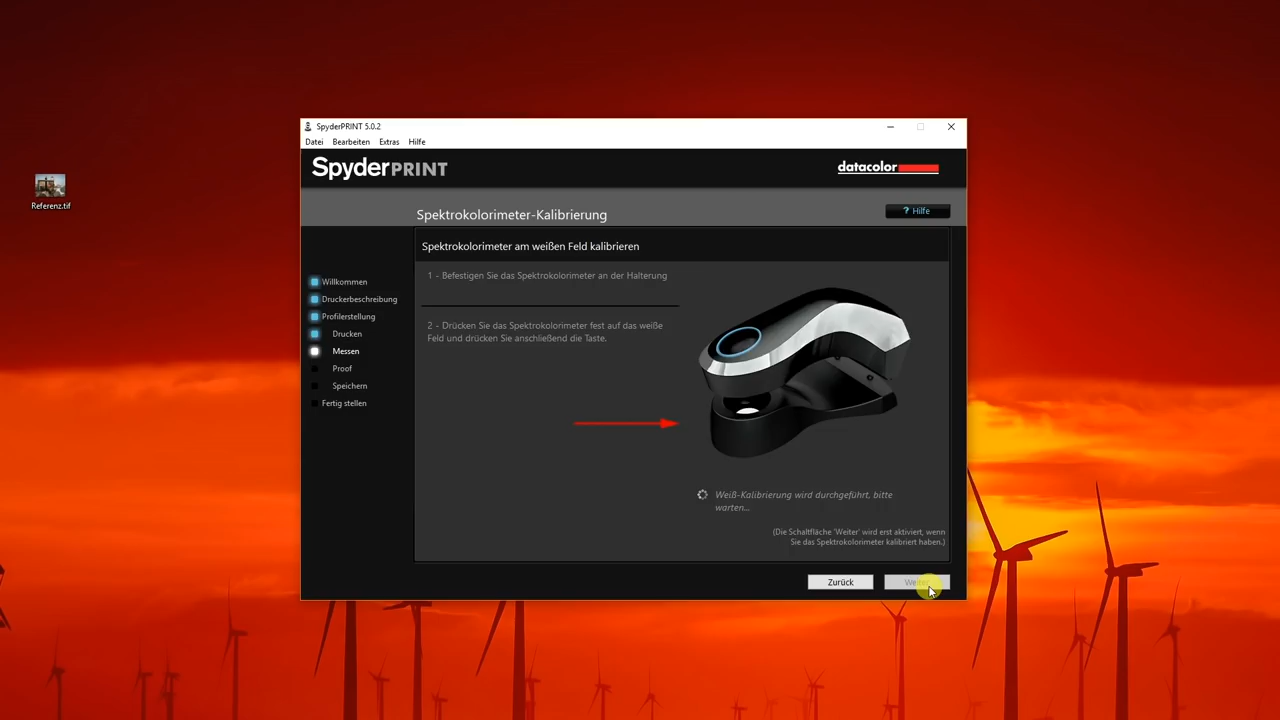 SpyderPRINT 5.0.2
Datei Bearbeiten Extras Hilfe
SpyderPRINT
datacolor
Spektrokolorimeter-Kalibrierung
? Hilfe
Spektrokolorimeter am weißen Feld kalibrieren
1 - Befestigen Sie das Spektrokolorimeter an der Halterung
2 - Drücken Sie das Spektrokolorimeter fest auf das weiße
Feld und drücken Sie anschließend die Taste.
Willkommen
Druckerbeschreibung
Profilerstellung
Drucken
Messen
Proof
Speichern
Fertig stellen
Weiß-Kalibrierung wird durchgeführt, bitte
warten...
(Die Schaltfläche 'Weiter' wird erst aktiviert, wenn
Sie das Spektrokolorimeter kalibriert haben.)
Zurück
Weiter
Referenz.tif